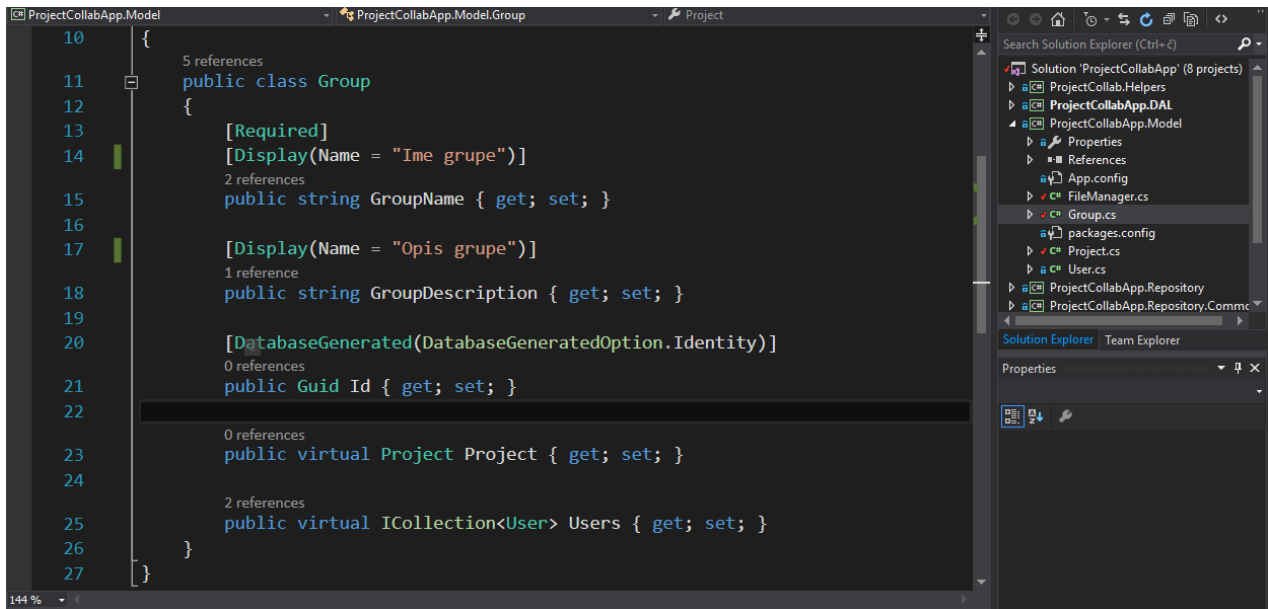 ProjectCollabApp.Model
ProjectCollabApp.Model.Group
Project
10 {
5 references
11 public class Group
12 {
13 [Required]
14 [Display(Name = "Ime grupe")]
2 references
15 public string GroupName { get; set; }
16
17 [Display(Name = "Opis grupe")]
1 reference
18 public string GroupDescription { get; set; }
19
20 [DatabaseGenerated(DatabaseGeneratedOption.Identity)]
0 references
21 public Guid Id { get; set; }
22
0 references
23 public virtual Project Project { get; set; }
24
2 references
25 public virtual ICollection<User> Users { get; set; }
26 }
27 }
144 %
Search Solution Explorer (Ctrl+č)
Solution 'ProjectCollabApp' (8 projects)
C# ProjectCollab.Helpers
C# ProjectCollabApp.DAL
C# ProjectCollabApp.Model
Properties
References
App.config
C# FileManager.cs
C# Group.cs
packages.config
C# Project.cs
C# User.cs
C# ProjectCollabApp.Repository
C# ProjectCollabApp.Repository.Commo
Solution Explorer Team Explorer
Properties